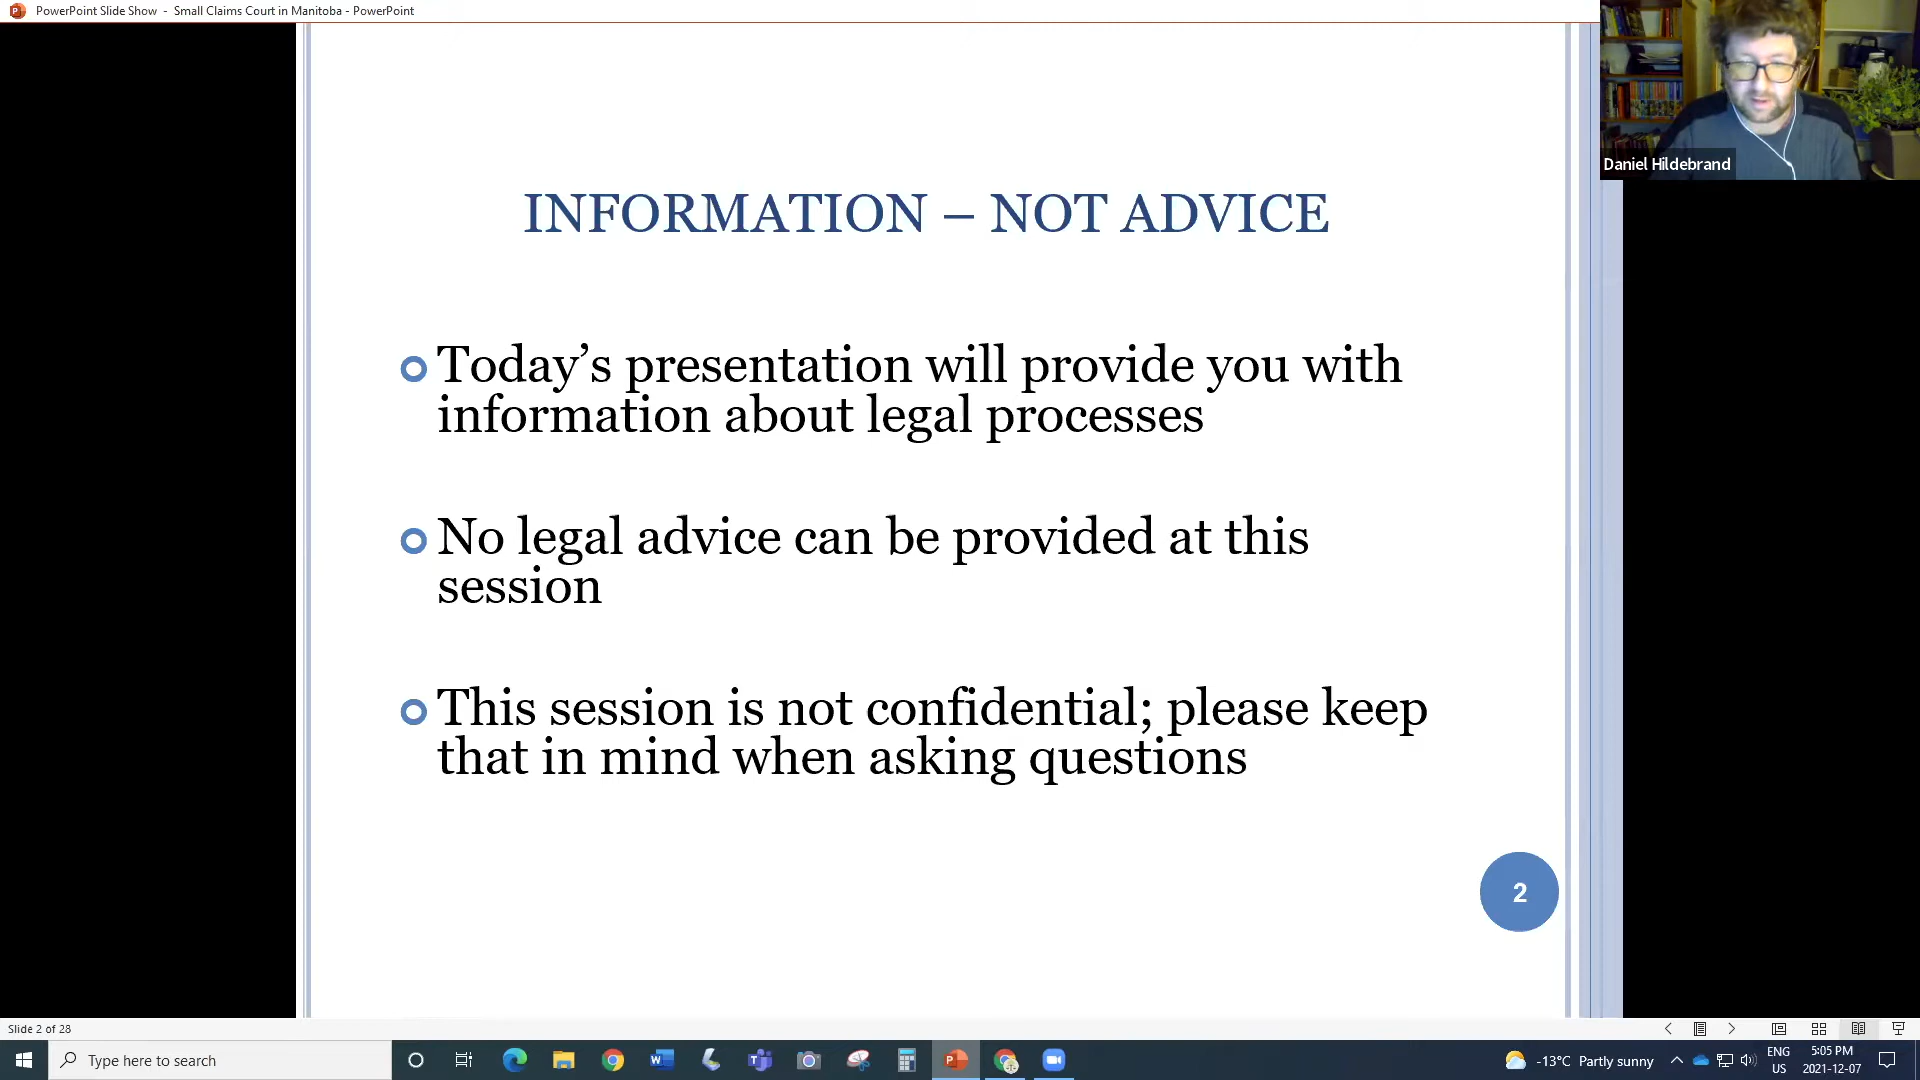 PowerPoint Slide Show - Small Claims Court in Manitoba - PowerPoint
Daniel Hildebrand
INFORMATION – NOT ADVICE
Today’s presentation will provide you with
information about legal processes
No legal advice can be provided at this
session
This session is not confidential; please keep
that in mind when asking questions
2
Slide 2 of 28
Type here to search
-13°C Partly sunny
ENG
US
5:05 PM
2021-12-07